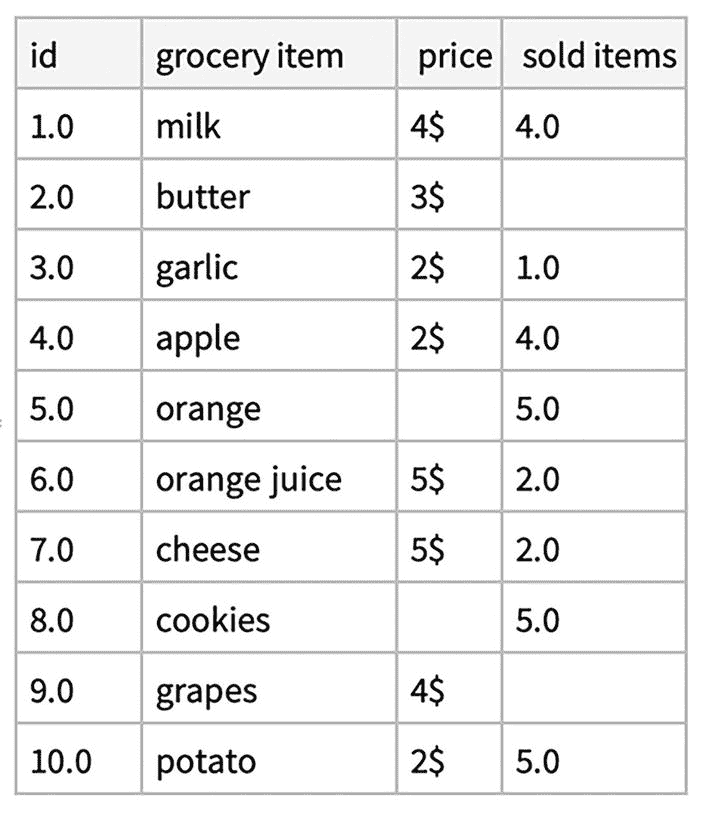 id grocery item price sold items
1.0 milk 4$ 4.0
2.0 butter 3$
3.0 garlic 2$ 1.0
4.0 apple 2$ 4.0
5.0 orange 5.0
6.0 orange juice 5$ 2.0
7.0 cheese 5$ 2.0
8.0 cookies 5.0
9.0 grapes 4$
10.0 potato 2$ 5.0